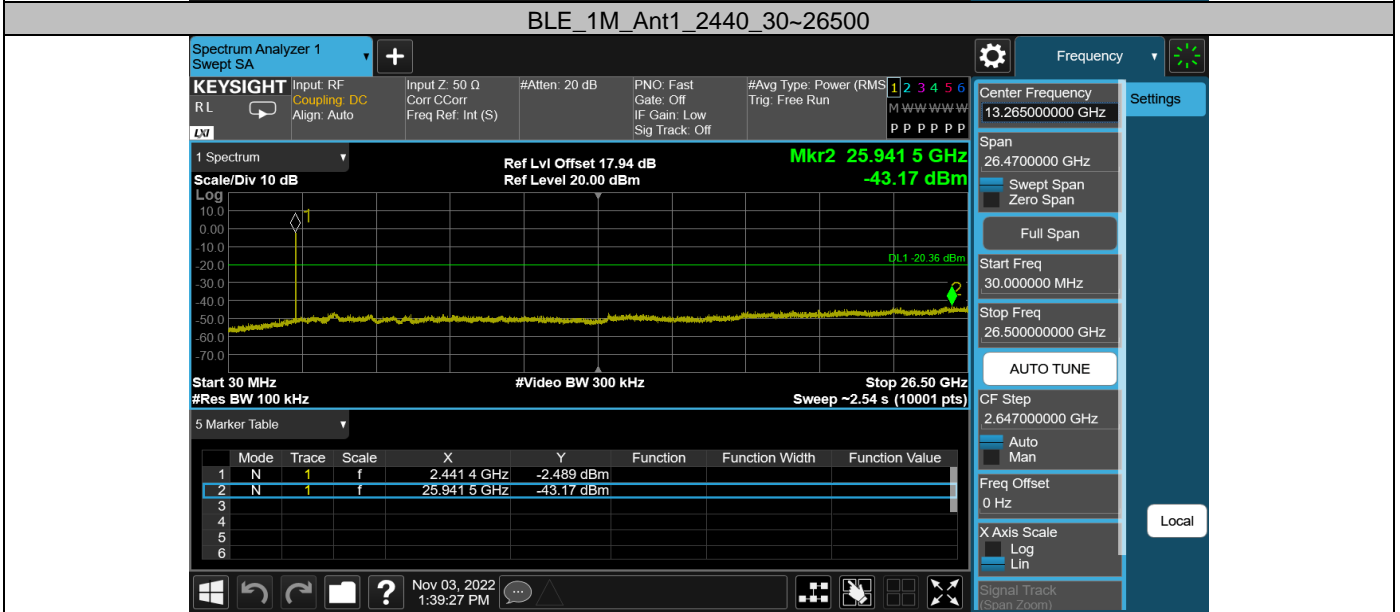 BLE_1M_Ant1_2440_30~26500
Spectrum Analyzer 1
Swept SA
Frequency
KEYSIGHT
RL
LXI
Input: RF
Coupling: DC
Align: Auto
Input Z: 50 Ω
Corr CCorr
Freq Ref: Int (S)
#Atten: 20 dB
PNO: Fast
Gate: Off
IF Gain: Low
Sig Track: Off
#Avg Type: Power (RMS
Trig: Free Run
1 2 3 4 5 6
M W W W W W
P P P P P P
1 Spectrum
Scale/Div 10 dB
Ref Lvl Offset 17.94 dB
Ref Level 20.00 dBm
Mkr2 25.941 5 GHz
-43.17 dBm
Log
10.0
0.00
-10.0
-20.0
-30.0
-40.0
-50.0
-60.0
-70.0
1
DL1 -20.36 dBm
2
Start 30 MHz
#Video BW 300 kHz
Stop 26.50 GHz
#Res BW 100 kHz
Sweep ~2.54 s (10001 pts)
5 Marker Table
Mode Trace Scale X Y Function Function Width Function Value
1 N 1 f 2.441 4 GHz -2.489 dBm
2 N 1 f 25.941 5 GHz -43.17 dBm
3
4
5
6
Nov 03, 2022
1:39:27 PM
Center Frequency
13.265000000 GHz
Settings
Span
26.4700000 GHz
Swept Span
Zero Span
Full Span
Start Freq
30.000000 MHz
Stop Freq
26.500000000 GHz
AUTO TUNE
CF Step
2.647000000 GHz
Auto
Man
Freq Offset
0 Hz
Local
X Axis Scale
Log
Lin
Signal Track
(Span Zoom)